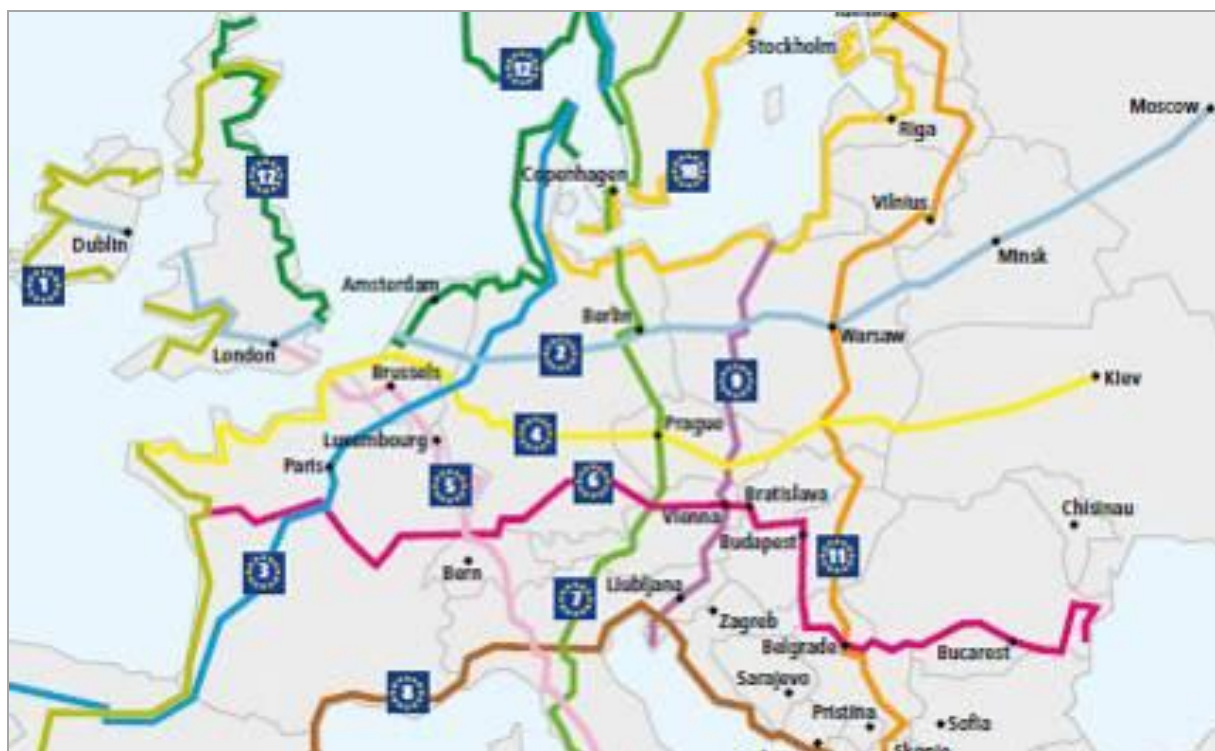 Stockholm
12
Moscow
Riga
12
10
Copenhagen
Vilnius
Dublin
Minsk
1
Amsterdam
Berlin
Warsaw
London
2
Brussels
9
Kiev
4
Prague
Luxembourg
Paris
5
6
Bratislava
Vienna
Chisinau
Budapest
11
3
Bern
7
Ljubljana
Zagreb
Belgrade
Bucarest
8
Sarajevo
Pristina
Sofia
Skopje